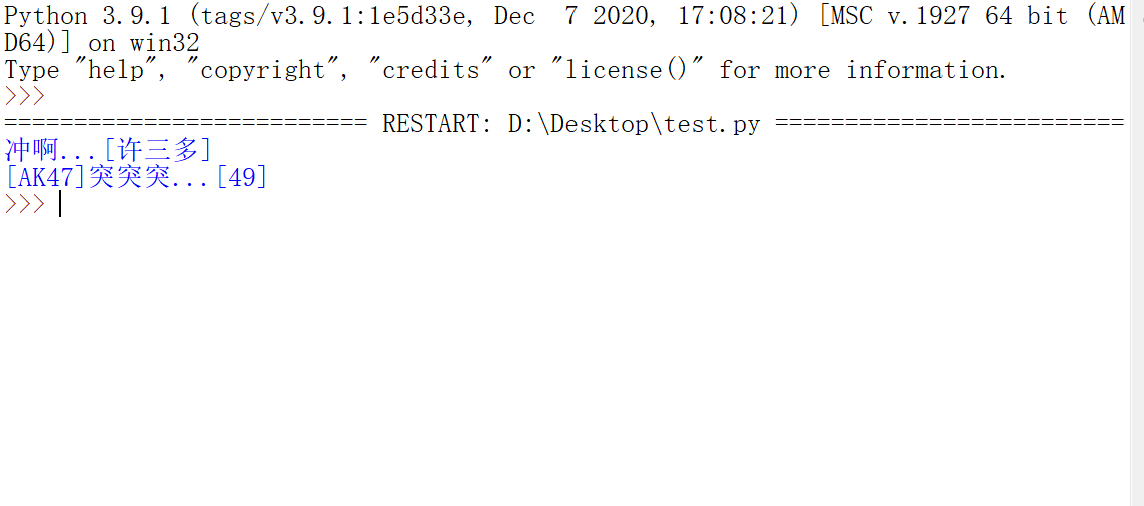 Python 3.9.1 (tags/v3.9.1:1e5d33e, Dec  7 2020, 17:08:21) [MSC v.1927 64 bit (AM
D64)] on win32
Type "help", "copyright", "credits" or "license()" for more information.
>>>
========================== RESTART: D:\Desktop\test.py =========================
冲啊...[许三多]
[AK47]突突突...[49]
>>>